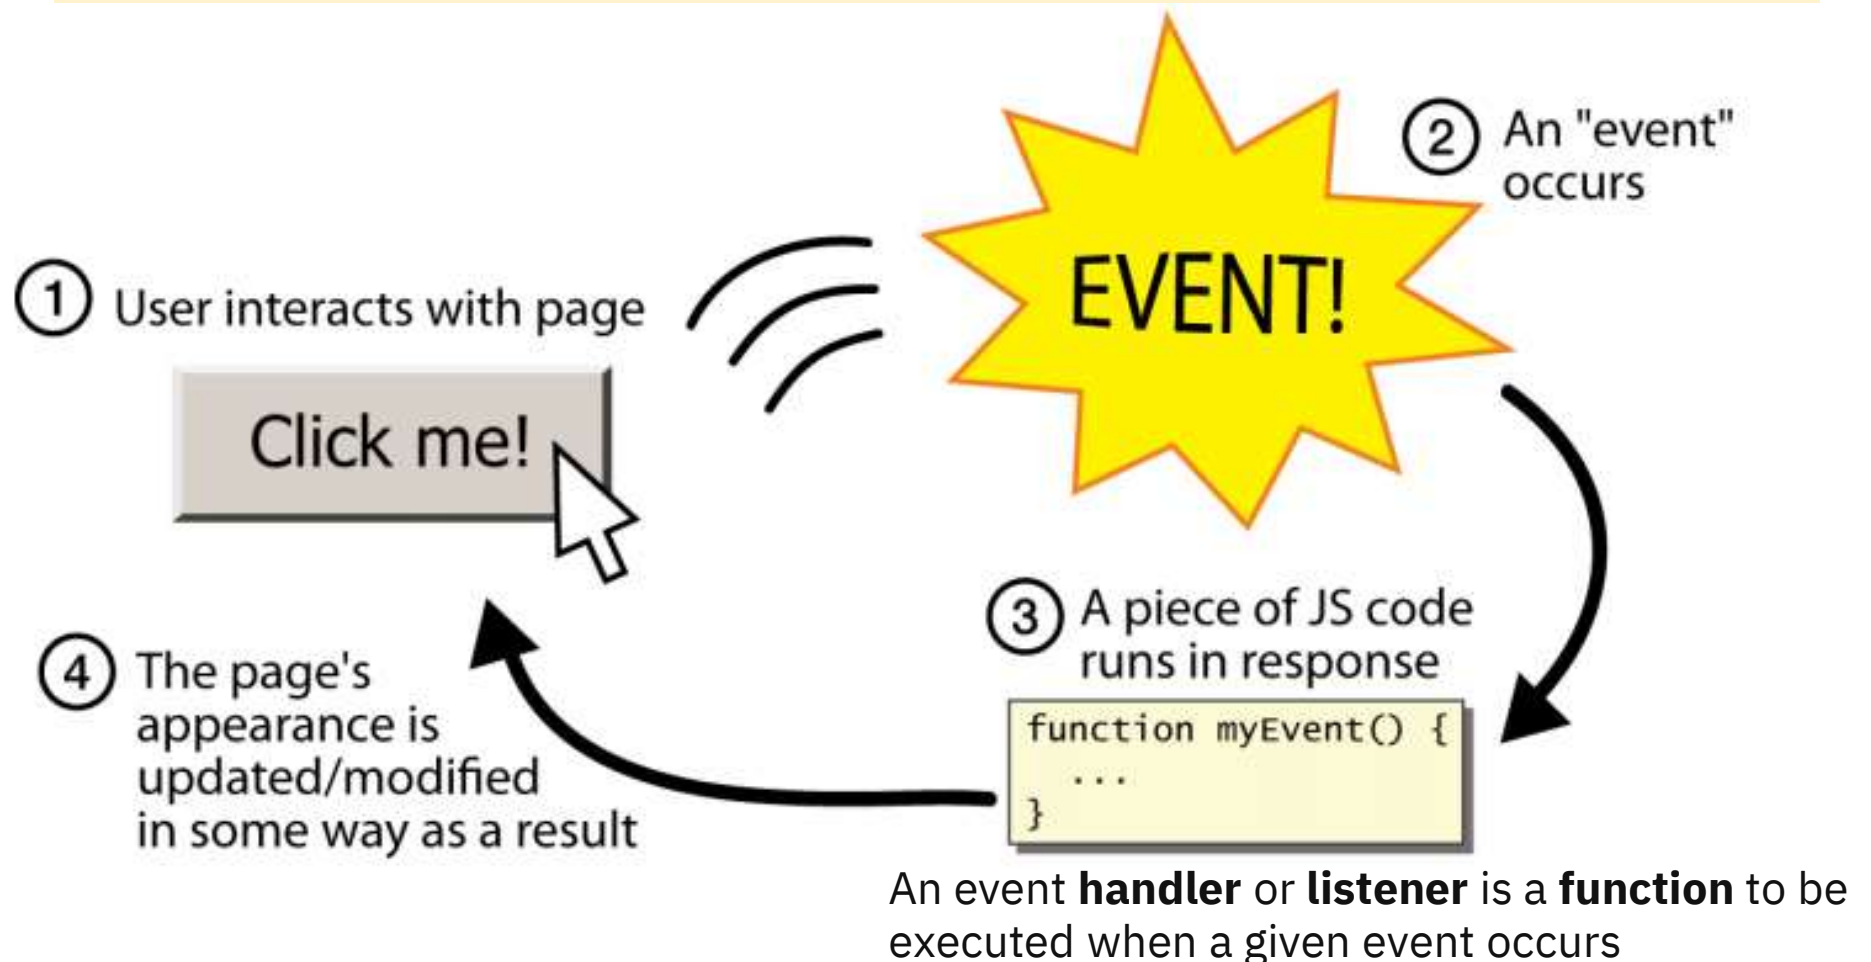 1 User interacts with page
Click me!
EVENT!
2 An "event"
occurs
3 A piece of JS code
runs in response
function myEvent() {
...
}
4 The page's
appearance is
updated/modified
in some way as a result
An event handler or listener is a function to be
executed when a given event occurs